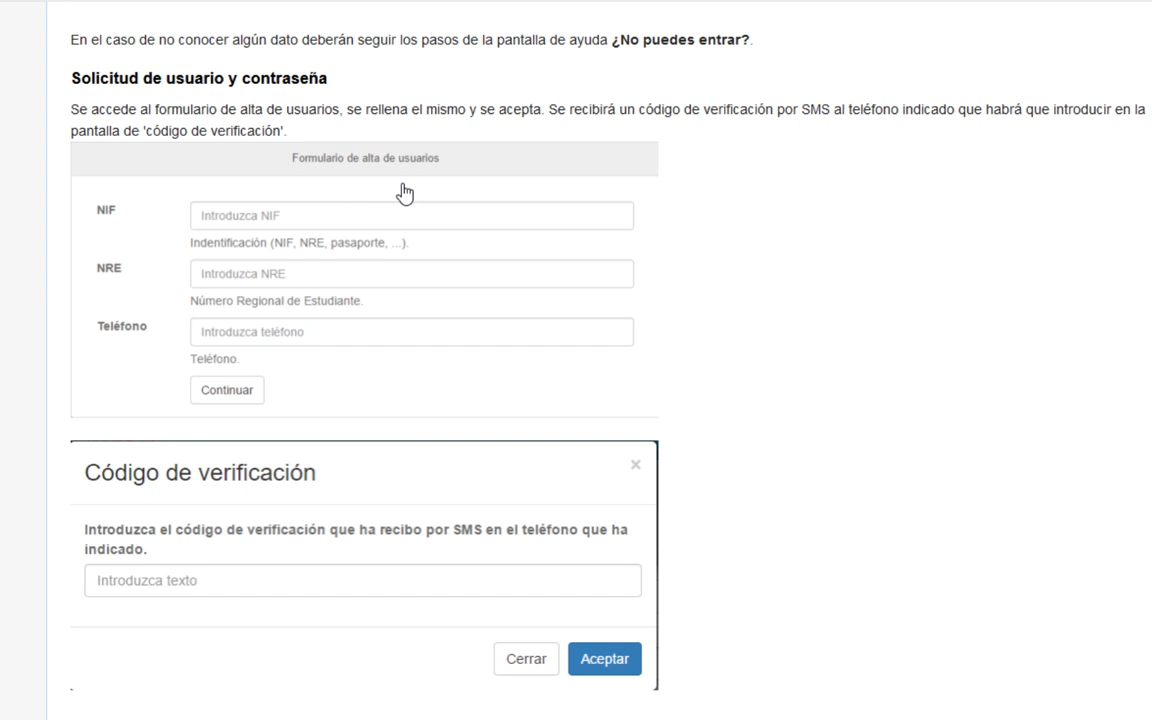 En el caso de no conocer algún dato deberán seguir los pasos de la pantalla de ayuda ¿No puedes entrar?.
Solicitud de usuario y contraseña
Se accede al formulario de alta de usuarios, se rellena el mismo y se acepta. Se recibirá un código de verificación por SMS al teléfono indicado que habrá que introducir en la
pantalla de 'código de verificación'.
Formulario de alta de usuarios
NIF
Introduzca NIF
Indentificación (NIF, NRE, pasaporte, ...).
NRE
Introduzca NRE
Número Regional de Estudiante.
Teléfono
Introduzca teléfono
Teléfono.
Continuar
Código de verificación
×
Introduzca el código de verificación que ha recibo por SMS en el teléfono que ha
indicado.
Introduzca texto
Cerrar Aceptar